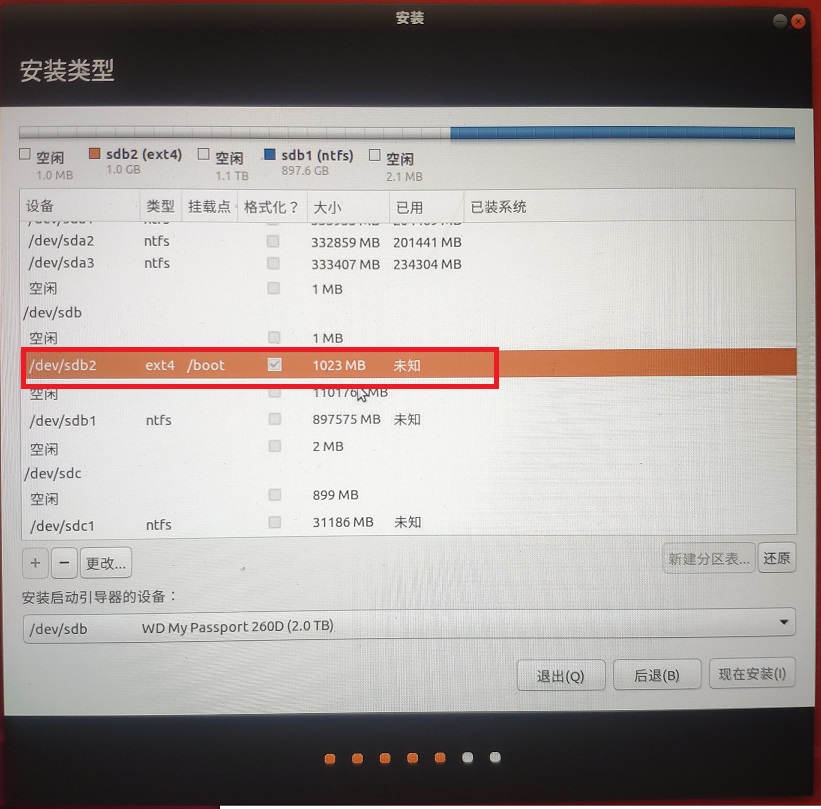 安装
安装类型
空闲 sdb2 (ext4) 空闲 sdb1 (ntfs) 空闲
1.0 MB 1.0 GB 1.1 TB 897.6 GB 2.1 MB
设备 类型 挂载点 格式化？ 大小 已用 已装系统
/dev/sda2 ntfs 332859 MB 201441 MB
/dev/sda3 ntfs 333407 MB 234304 MB
空闲 1 MB
/dev/sdb
空闲 1 MB
/dev/sdb2 ext4 /boot 1023 MB 未知
空闲 MB
/dev/sdb1 ntfs 897575 MB 未知
空闲 2 MB
/dev/sdc
空闲 899 MB
/dev/sdc1 ntfs 31186 MB 未知
+ − 更改... 新建分区表... 还原
安装启动引导器的设备：
/dev/sdb WD My Passport 260D (2.0 TB)
退出(Q) 后退(B) 现在安装(I)